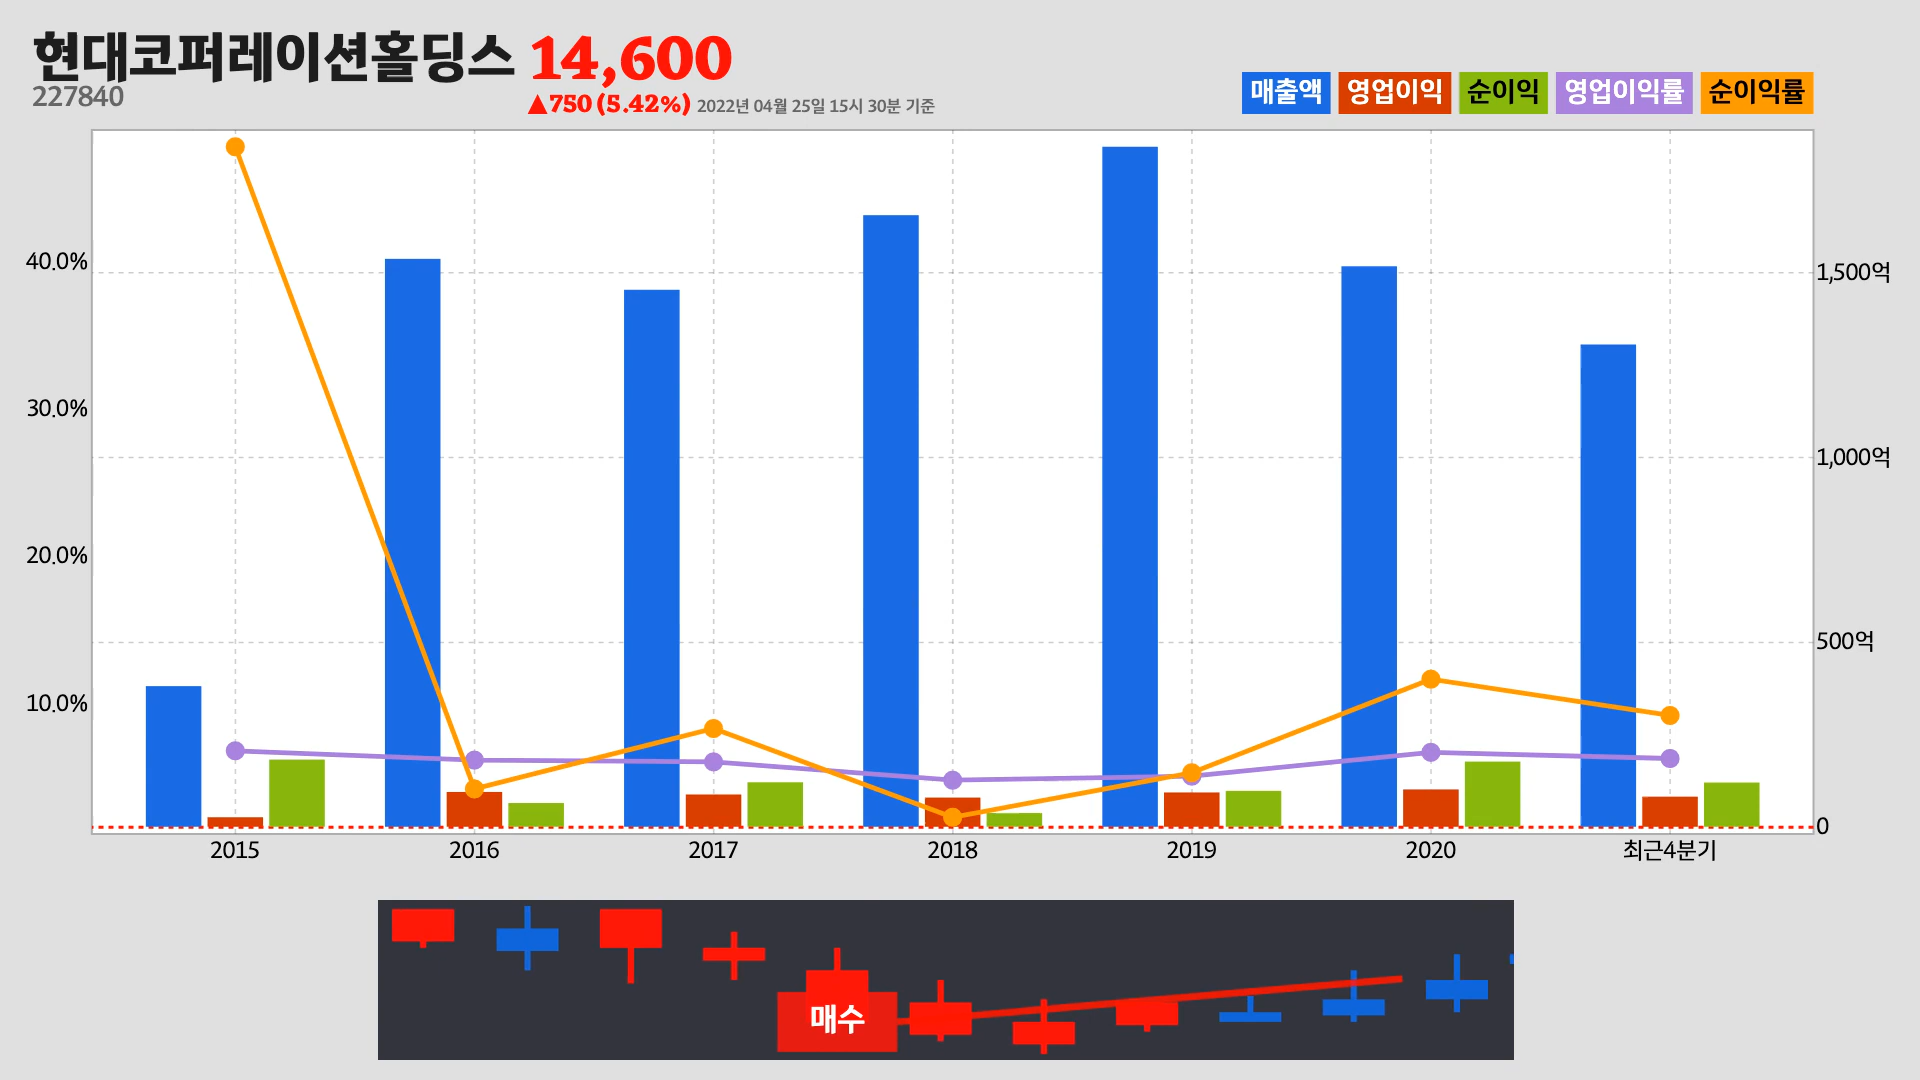 현대코퍼레이션홀딩스 14,600
227840
▲750 (5.42%) 2022년 04월 25일 15시 30분 기준
매출액 영업이익 순이익 영업이익률 순이익률
40.0%
30.0%
20.0%
10.0%
1,500억
1,000억
500억
0
2015 2016 2017 2018 2019 2020 최근4분기
매수